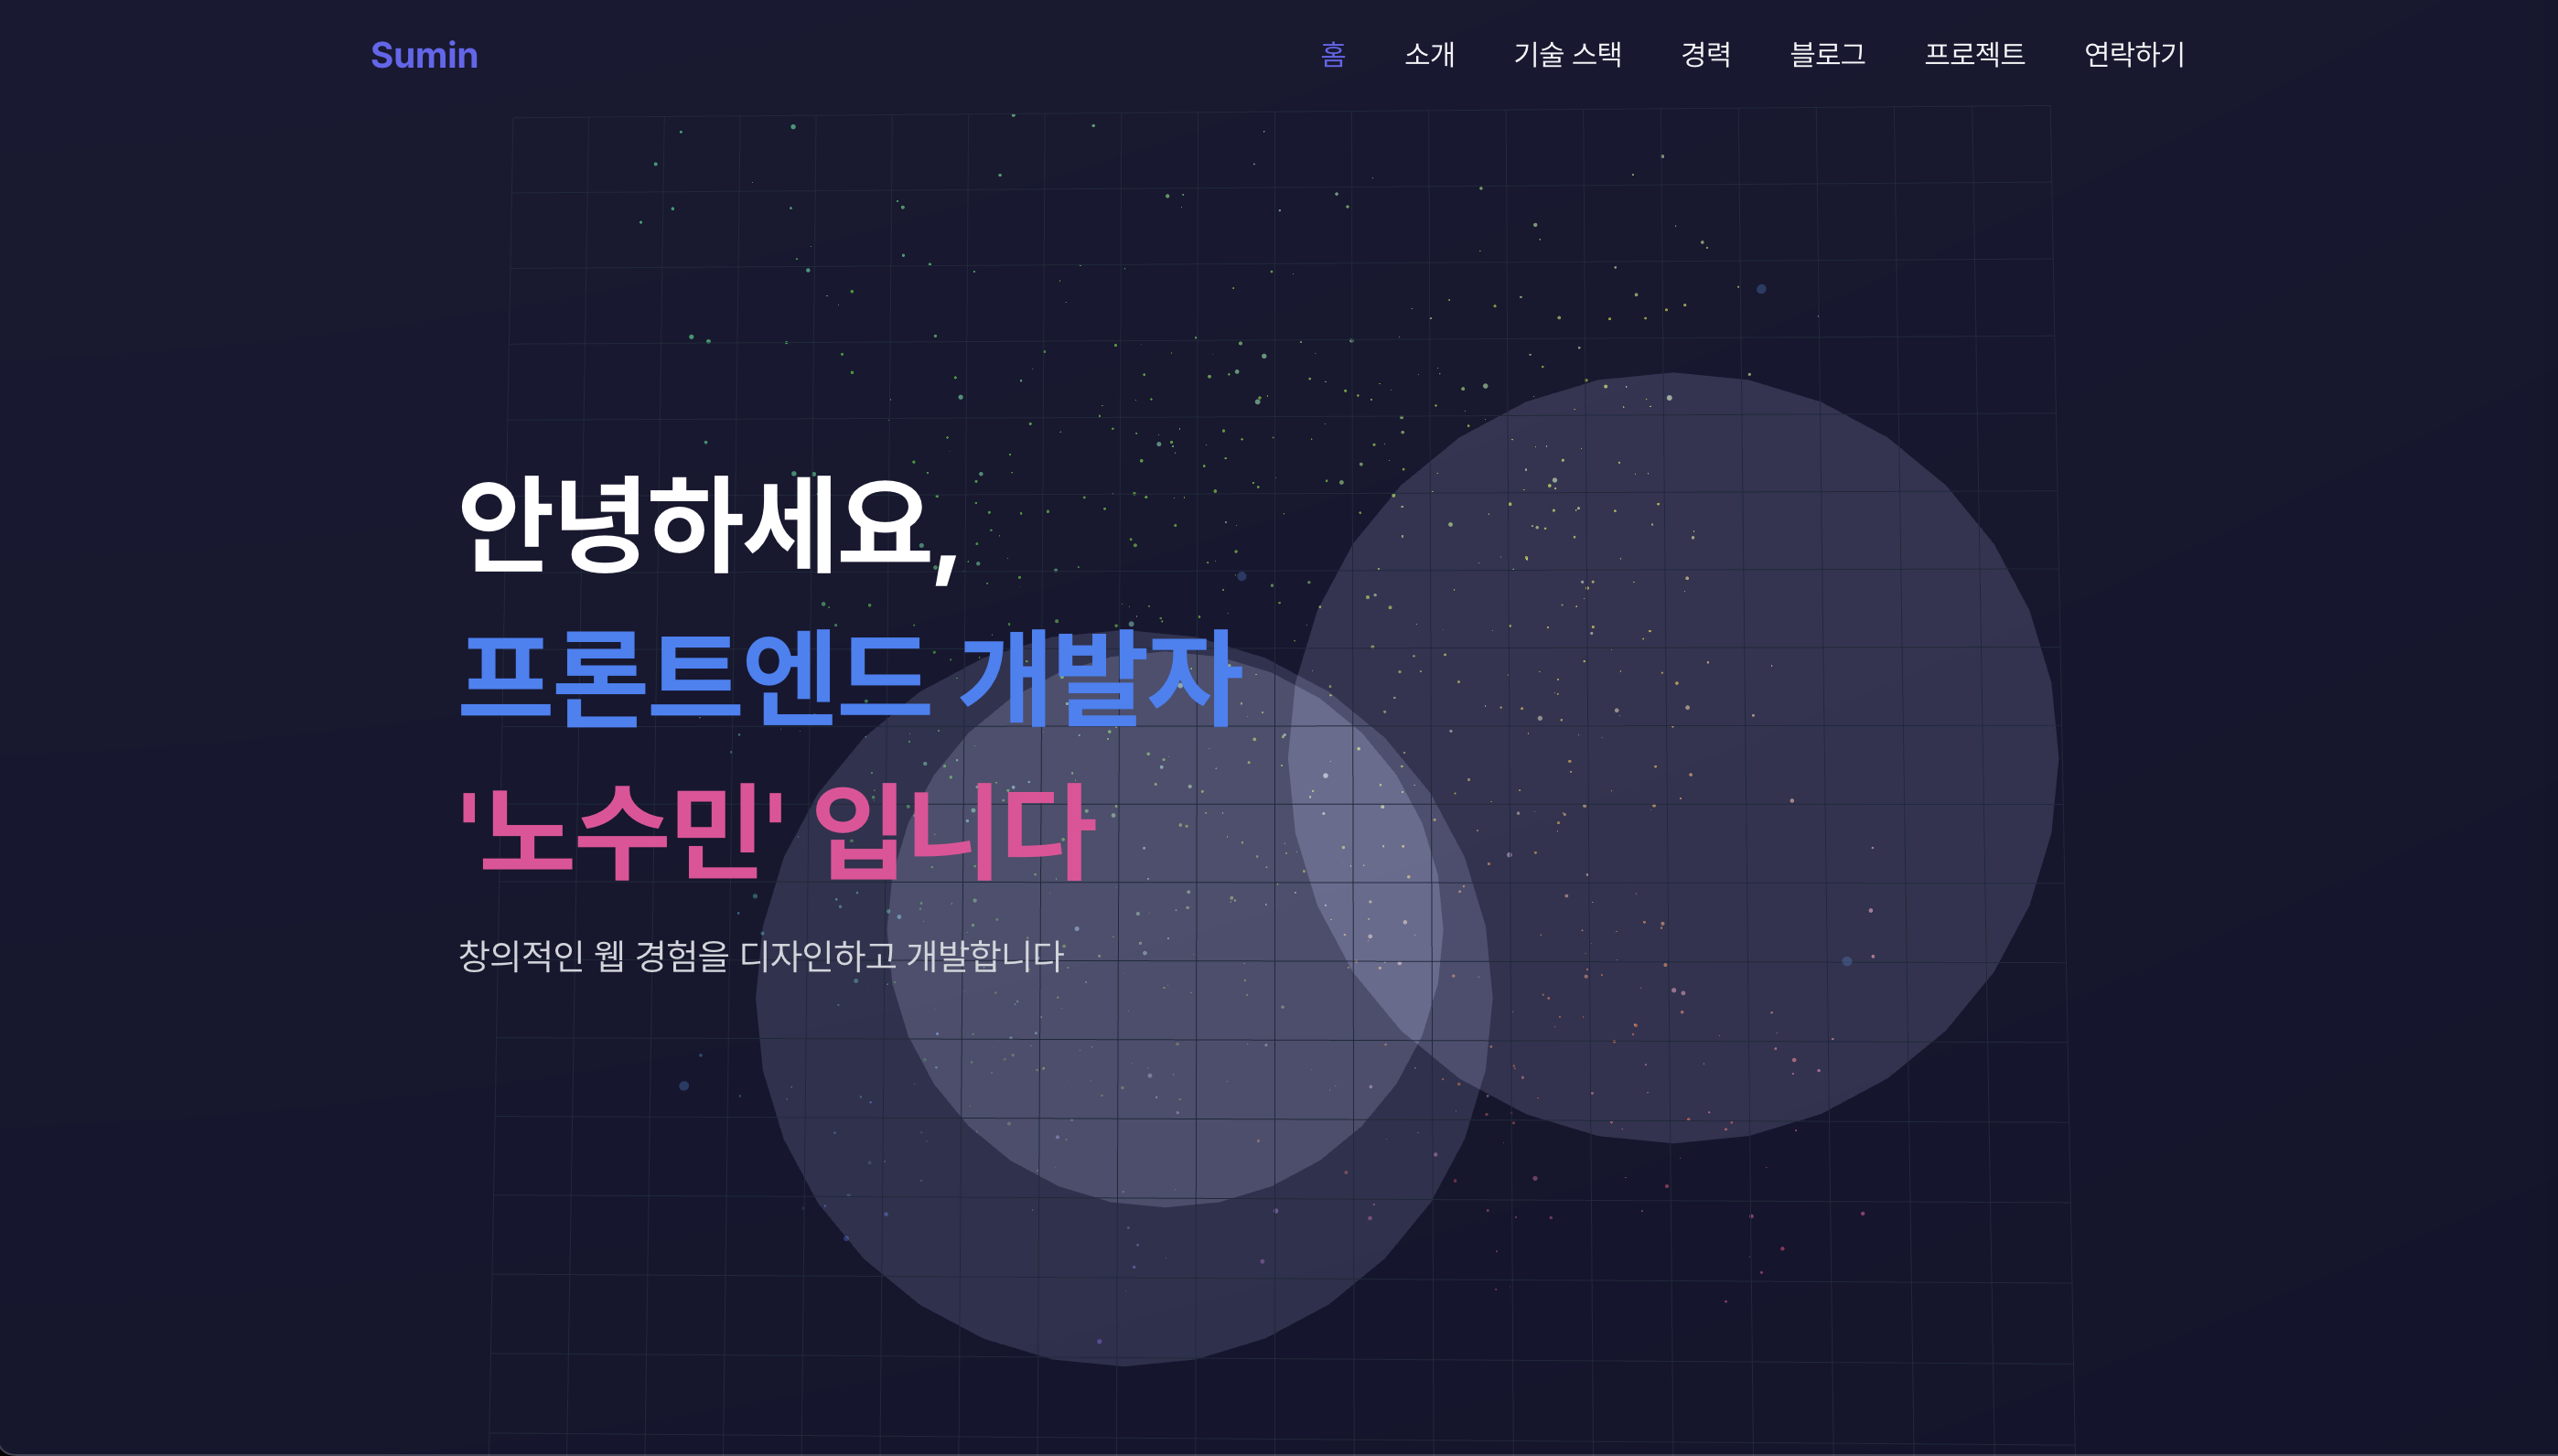 Sumin
홈 소개 기술 스택 경력 블로그 프로젝트 연락하기
안녕하세요,
프론트엔드 개발자
'노수민' 입니다
창의적인 웹 경험을 디자인하고 개발합니다